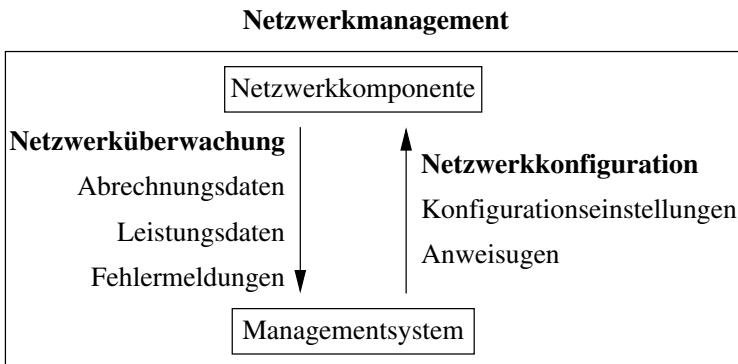 Netzwerkmanagement
Netzwerkkomponente
Netzwerküberwachung
Abrechnungsdaten
Leistungsdaten
Fehlermeldungen
Netzwerkkonfiguration
Konfigurationseinstellungen
Anweisugen
Managementsystem